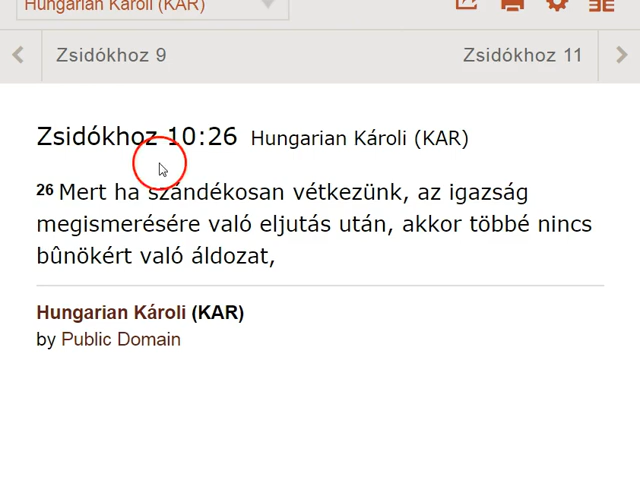 Hungarian Károli (KAR)
Zsidókhoz 9
Zsidókhoz 11
Zsidókhoz 10:26 Hungarian Károli (KAR)
26 Mert ha szándékosan vétkezünk, az igazság
megismerésére való eljutás után, akkor többé nincs
bûnökért való áldozat,
Hungarian Károli (KAR)
by Public Domain